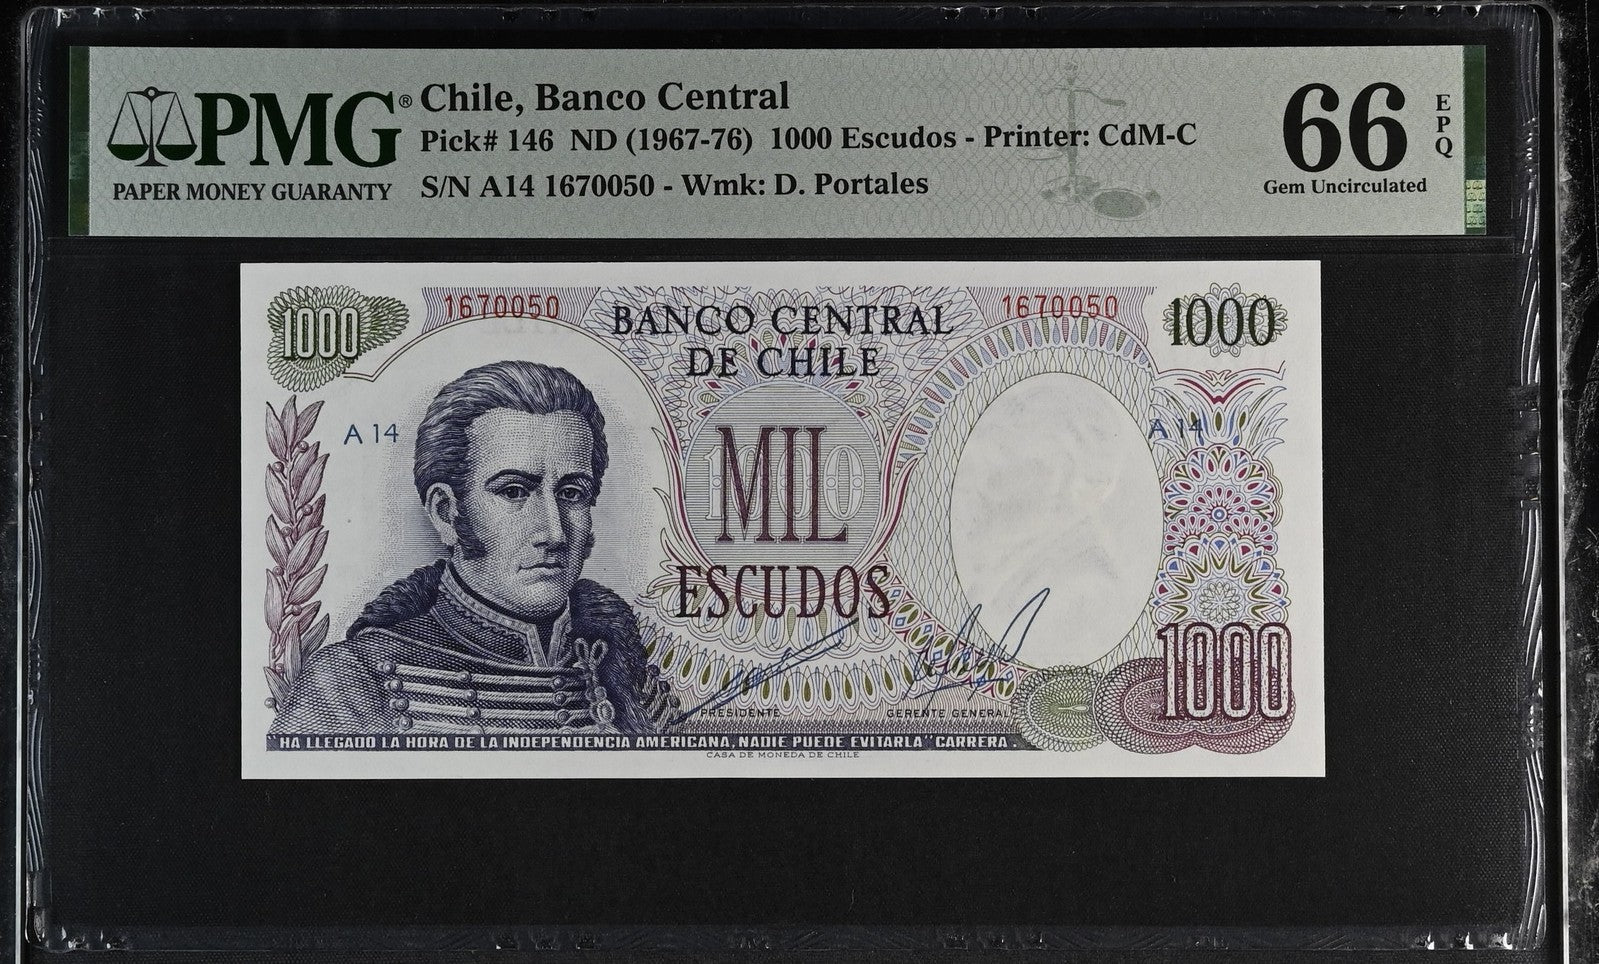 PMG®
PAPER MONEY GUARANTY
Chile, Banco Central
Pick# 146 ND (1967-76) 1000 Escudos - Printer: CdM-C
S/N A14 1670050 - Wmk: D. Portales
66 EPQ
Gem Uncirculated
1000
1670050
BANCO CENTRAL
DE CHILE
1670050
1000
A 14
A 14
1000
MIL
ESCUDOS
1000
PRESIDENTE
GERENTE GENERAL
"HA LLEGADO LA HORA DE LA INDEPENDENCIA AMERICANA, NADIE PUEDE EVITARLA" CARRERA.
CASA DE MONEDA DE CHILE